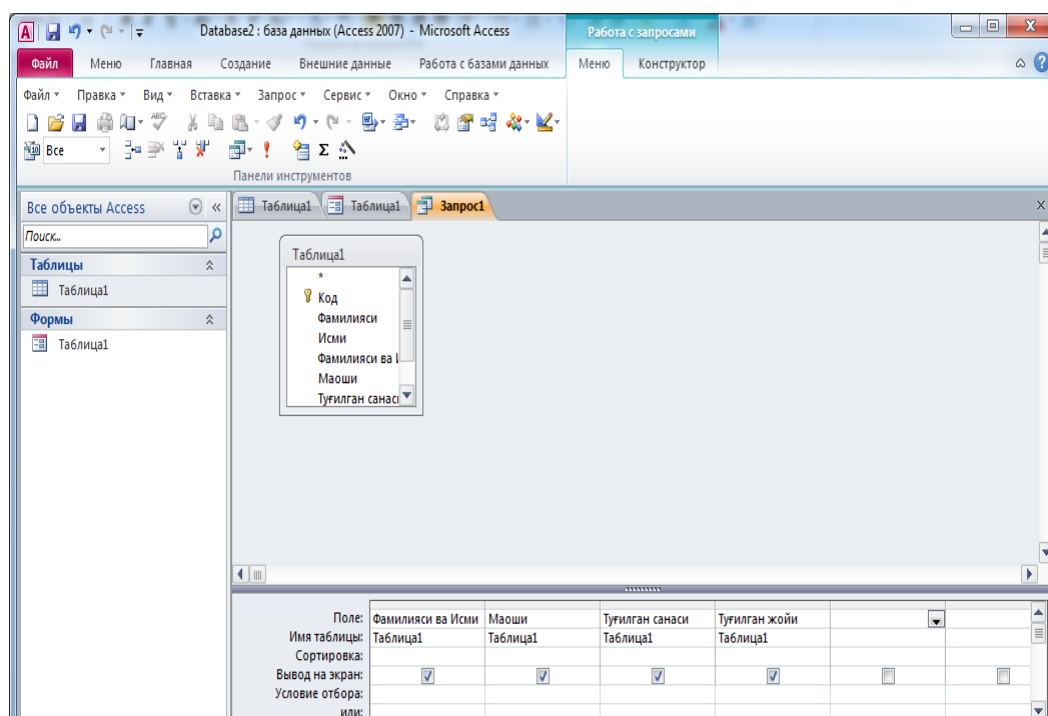 Database2 : база данных (Access 2007) - Microsoft Access
Работа с запросами
Файл Меню Главная Создание Внешние данные Работа с базами данных Меню Конструктор
Файл Правка Вид Вставка Запрос Сервис Окно Справка
Все
Панели инструментов
Все объекты Access
Таблица1 Таблица1 Запрос1
Поиск...
Таблицы
Таблица1
Формы
Таблица1
Таблица1
*
Код
Фамилияси
Исми
Фамилияси ва И
Маоши
Туғилган санаси
Поле: Фамилияси ва Исми Маоши Туғилган санаси Туғилган жойи
Имя таблицы: Таблица1 Таблица1 Таблица1 Таблица1
Сортировка:
Вывод на экран:
Условие отбора:
или: